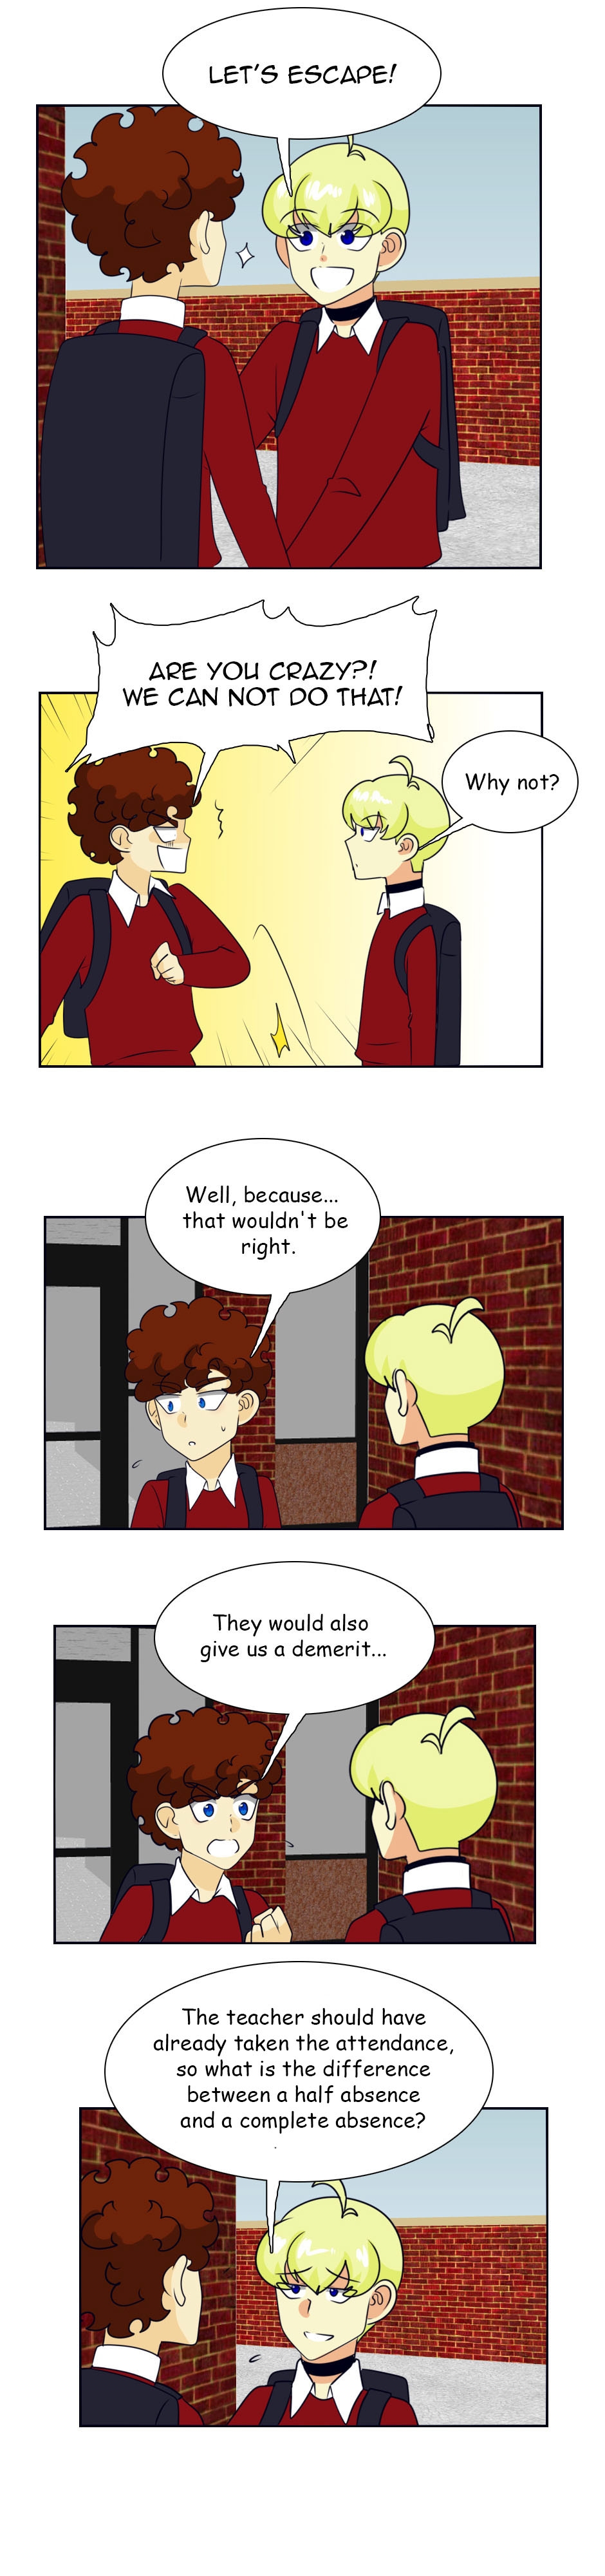 LET'S ESCAPE!
ARE YOU CRAZY?!
WE CAN NOT DO THAT!
Why not?
Well, because...
that wouldn't be
right.
They would also
give us a demerit...
The teacher should have
already taken the attendance,
so what is the difference
between a half absence
and a complete absence?